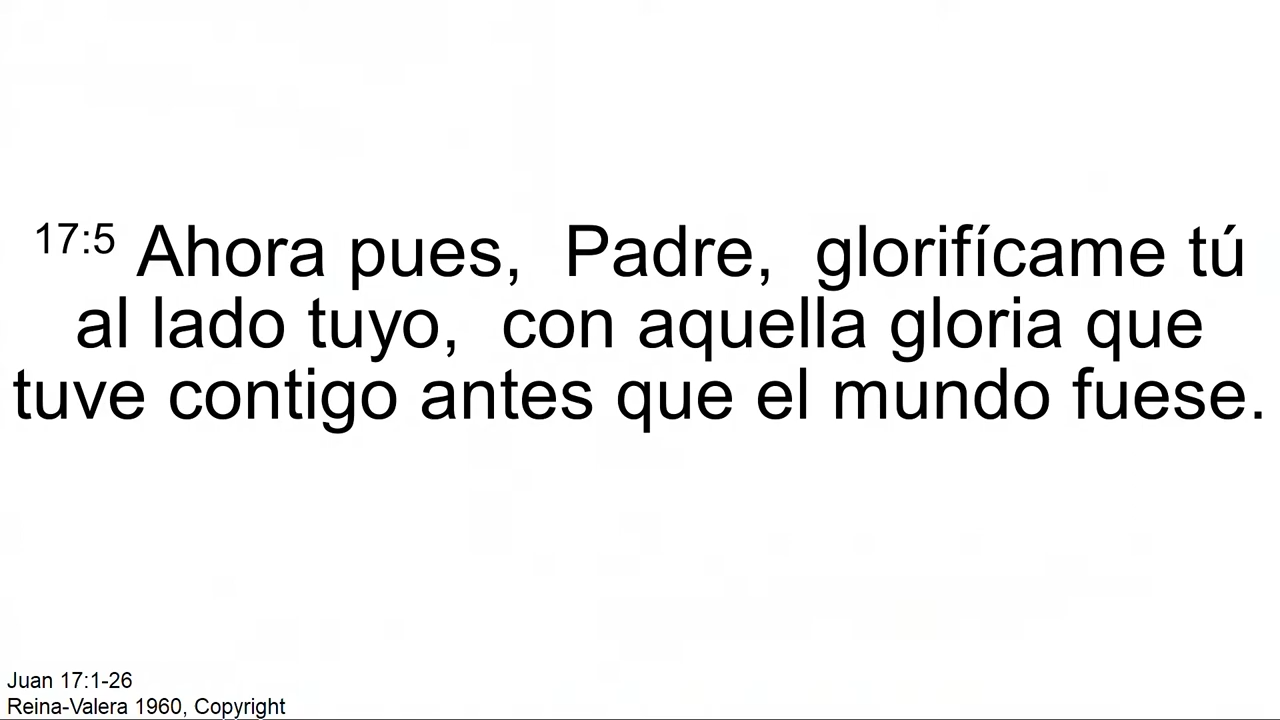 17:5 Ahora pues,  Padre,  glorifícame tú
al lado tuyo,  con aquella gloria que
tuve contigo antes que el mundo fuese.
Juan 17:1-26
Reina-Valera 1960, Copyright